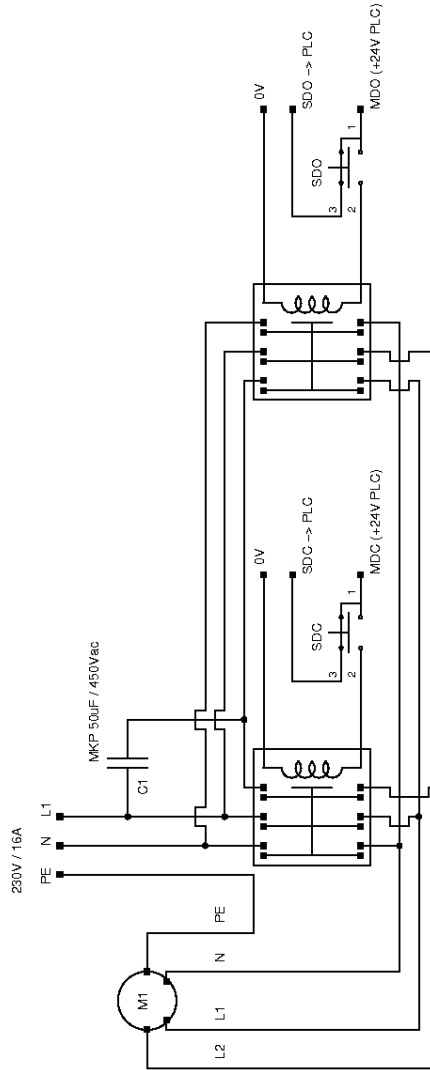 230V / 16A
PE
N
L1
MKP 50uF / 450Vac
C1
M1
PE
N
L1
L2
0V
SDC -> PLC
SDC
3
2
1
MDC (+24V PLC)
0V
SDO -> PLC
SDO
3
2
1
MDO (+24V PLC)